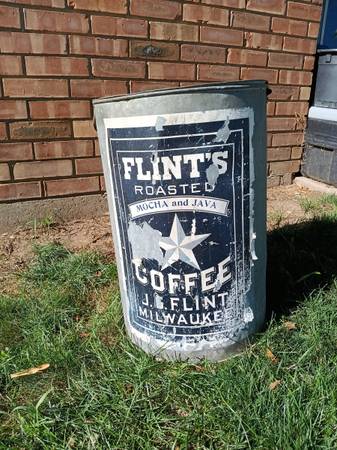 FLINT'S
ROASTED
MOCHA and JAVA
COFFEE
J.G. FLINT
MILWAUKEE